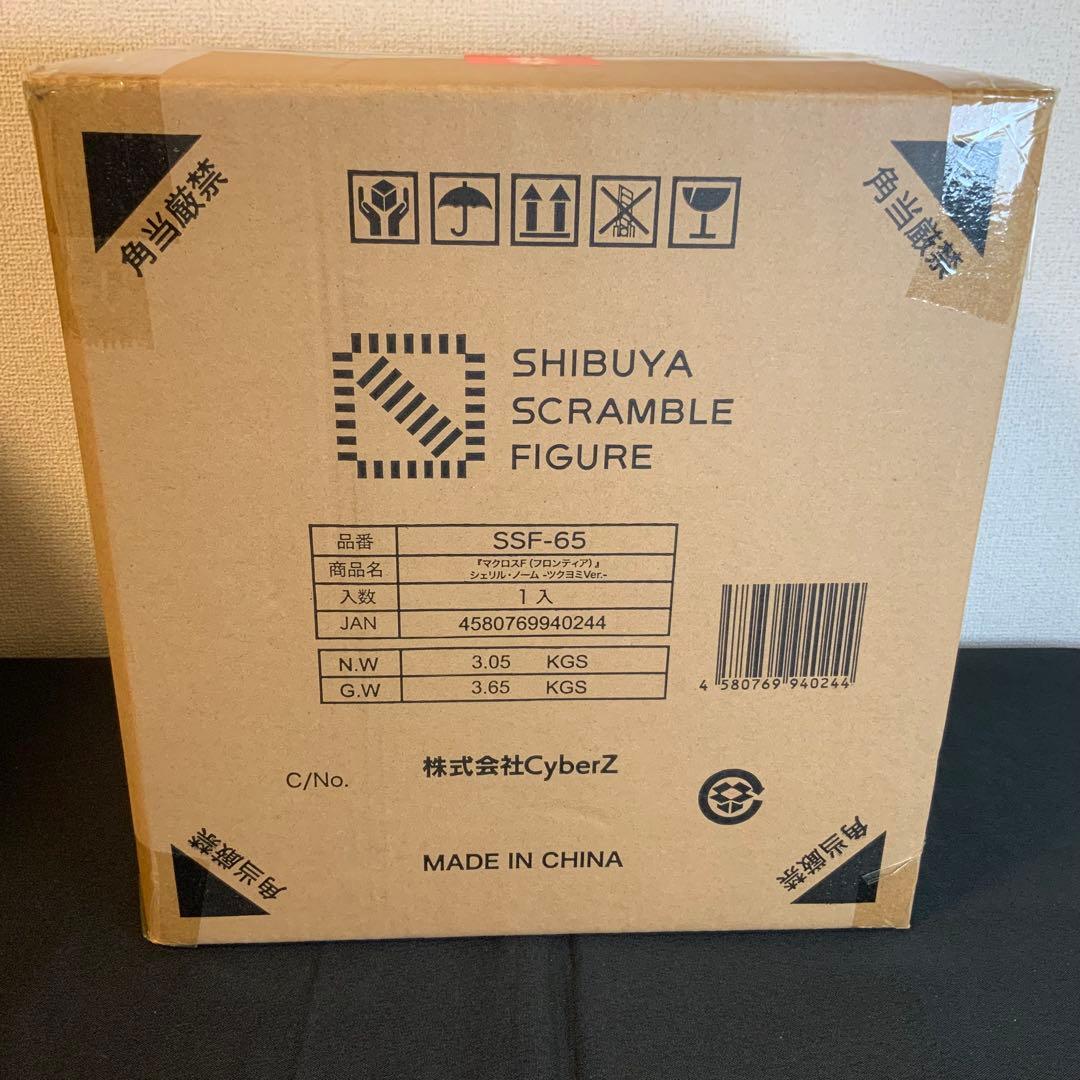 角当厳禁
角当厳禁
SHIBUYA
SCRAMBLE
FIGURE
品番 SSF-65
商品名 『マクロスF(フロンティア)』
シェリル・ノーム -ツクヨミVer.-
入数 1入
JAN 4580769940244
N.W 3.05 KGS
G.W 3.65 KGS
4 580769 940244
C/No.
株式会社CyberZ
MADE IN CHINA
角当厳禁
角当厳禁